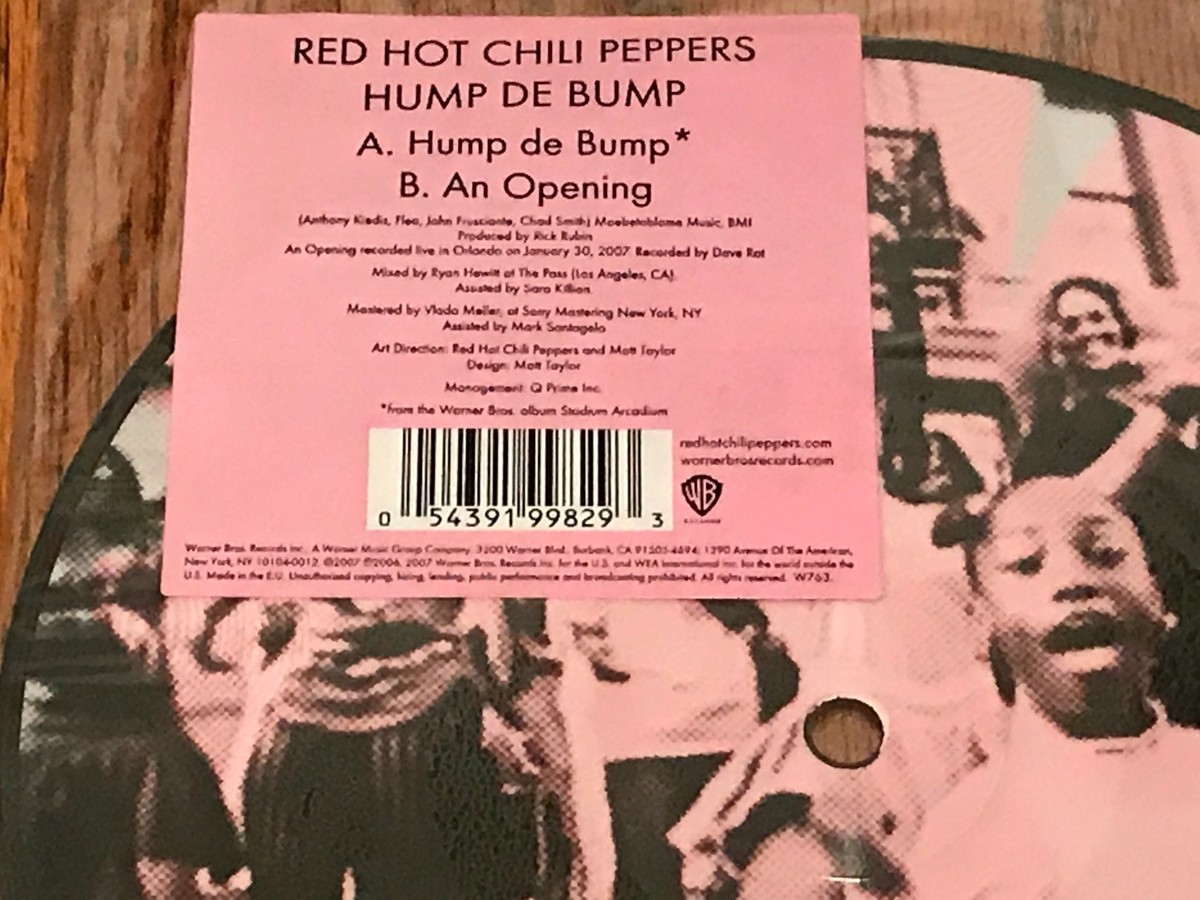 RED HOT CHILI PEPPERS
HUMP DE BUMP
A. Hump de Bump*
B. An Opening
(Anthony Kiedis, Flea, John Frusciante, Chad Smith) Moebetoblame Music, BMI
Produced by Rick Rubin
An Opening recorded live in Orlando on January 30, 2007 Recorded by Dave Rat
Mixed by Ryan Hewitt at The Pass (Los Angeles, CA).
Assisted by Sara Killion.
Mastered by Vlado Meller, at Sony Mastering New York, NY
Assisted by Mark Santagelo
Art Direction: Red Hot Chili Peppers and Matt Taylor
Design: Matt Taylor
Management: Q Prime Inc.
*from the Warner Bros. album Stadium Arcadium
redhotchilipeppers.com
warnerbrosrecords.com
WB
0 54391 99829 3
Warner Bros. Records Inc., A Warner Music Group Company, 3300 Warner Blvd., Burbank, CA 91505-4694; 1290 Avenue Of The Americas,
New York, NY 10104-0012. ©2007 ℗2006, 2007 Warner Bros. Records Inc. for the U.S. and WEA International Inc. for the world outside the
U.S. Made in the E.U. Unauthorized copying, hiring, lending, public performance and broadcasting prohibited. All rights reserved. W763.